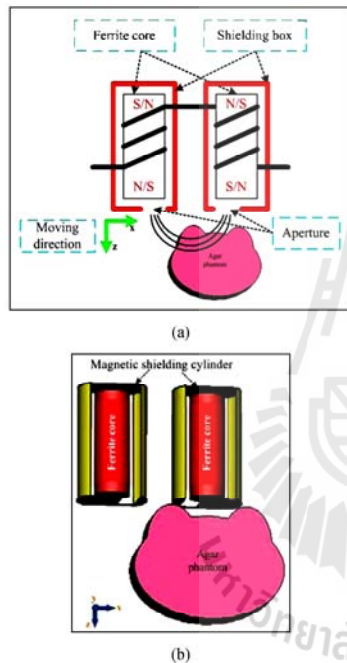 Ferrite core
Shielding box
S/N
N/S
N/S
S/N
Moving
direction
x
z
Aperture
Agar
phantom
(a)
Magnetic shielding cylinder
Ferrite core
Ferrite core
Agar
phantom
(b)